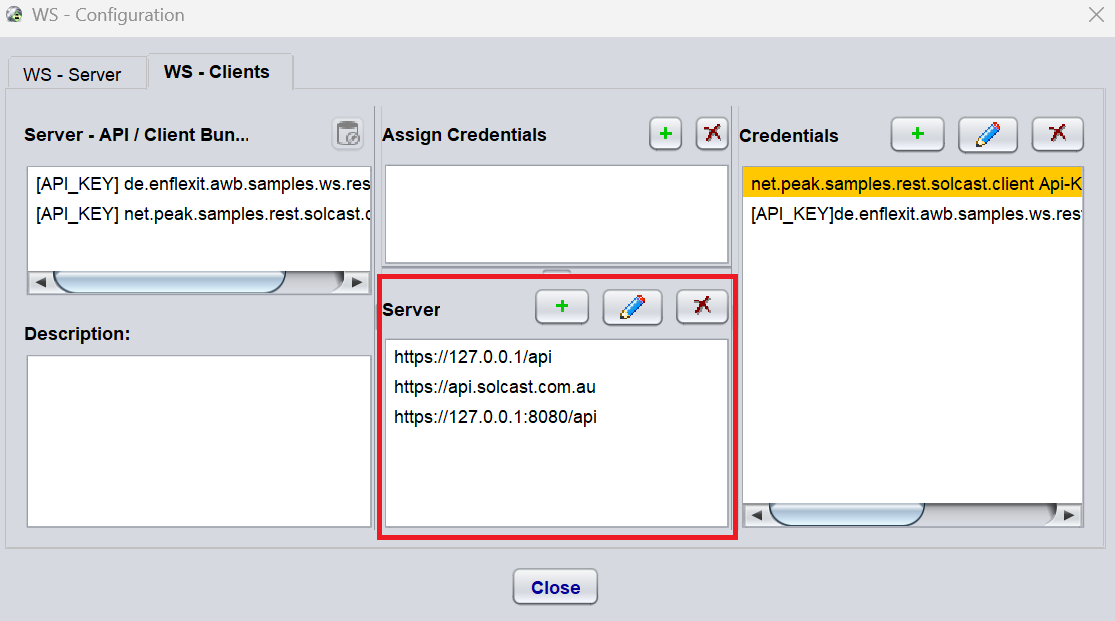 WS - Configuration
WS - Server
WS - Clients
Server - API / Client Bun...
[API_KEY] de.enflexit.awb.samples.ws.res
[API_KEY] net.peak.samples.rest.solcast.c
Description:
Assign Credentials
Server
https://127.0.0.1/api
https://api.solcast.com.au
https://127.0.0.1:8080/api
Credentials
net.peak.samples.rest.solcast.client Api-K
[API_KEY]de.enflexit.awb.samples.ws.res
Close